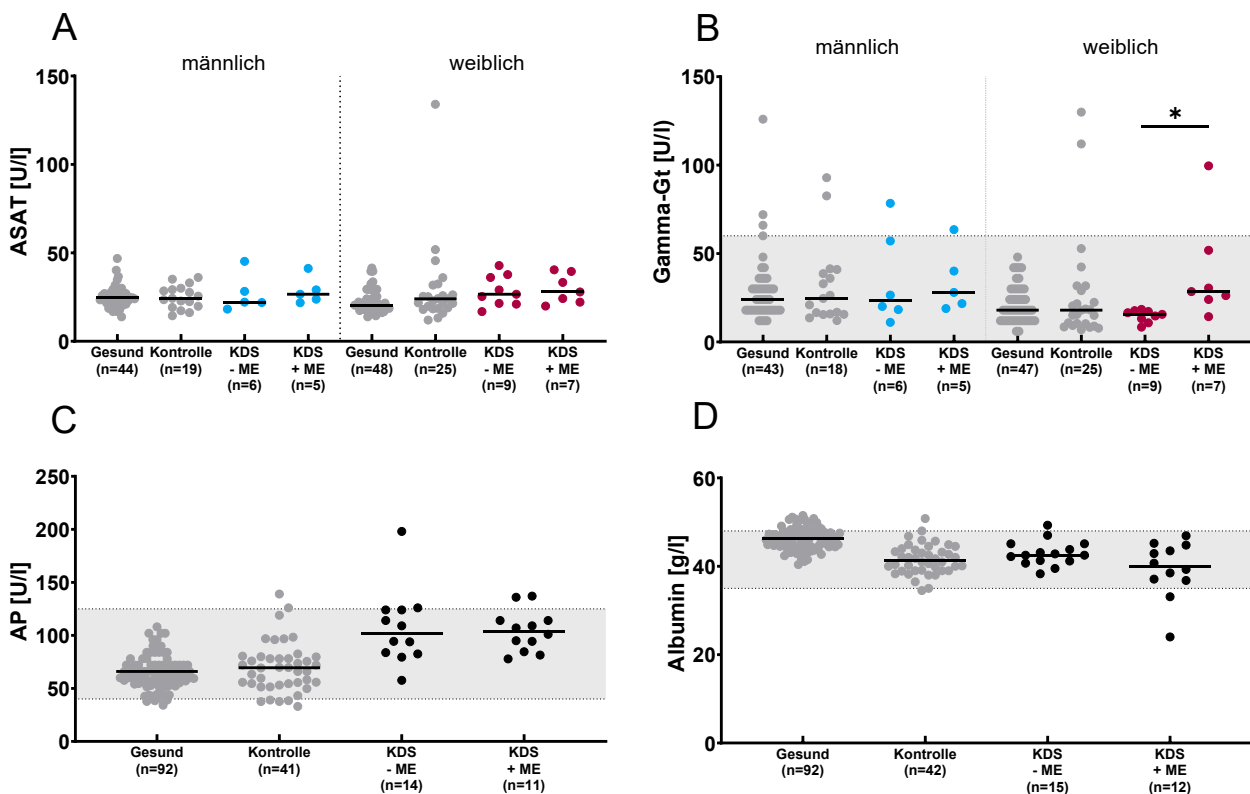 A
männlich
weiblich
ASAT [U/l]
150
100
50
0
Gesund
(n=44)
Kontrolle
(n=19)
KDS
- ME
(n=6)
KDS
+ ME
(n=5)
Gesund
(n=48)
Kontrolle
(n=25)
KDS
- ME
(n=9)
KDS
+ ME
(n=7)
B
männlich
weiblich
Gamma-Gt [U/l)
150
100
50
0
*
Gesund
(n=43)
Kontrolle
(n=18)
KDS
- ME
(n=6)
KDS
+ ME
(n=5)
Gesund
(n=47)
Kontrolle
(n=25)
KDS
- ME
(n=9)
KDS
+ ME
(n=7)
C
AP [U/l]
250
200
150
100
50
0
Gesund
(n=92)
Kontrolle
(n=41)
KDS
- ME
(n=14)
KDS
+ ME
(n=11)
D
Albumin [g/l]
60
40
20
0
Gesund
(n=92)
Kontrolle
(n=42)
KDS
- ME
(n=15)
KDS
+ ME
(n=12)